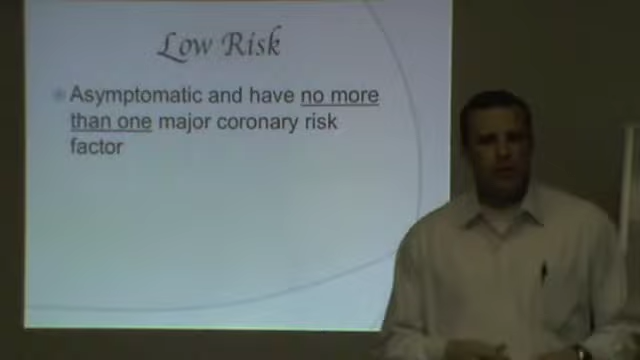 Low Risk
Asymptomatic and have no more
than one major coronary risk
factor